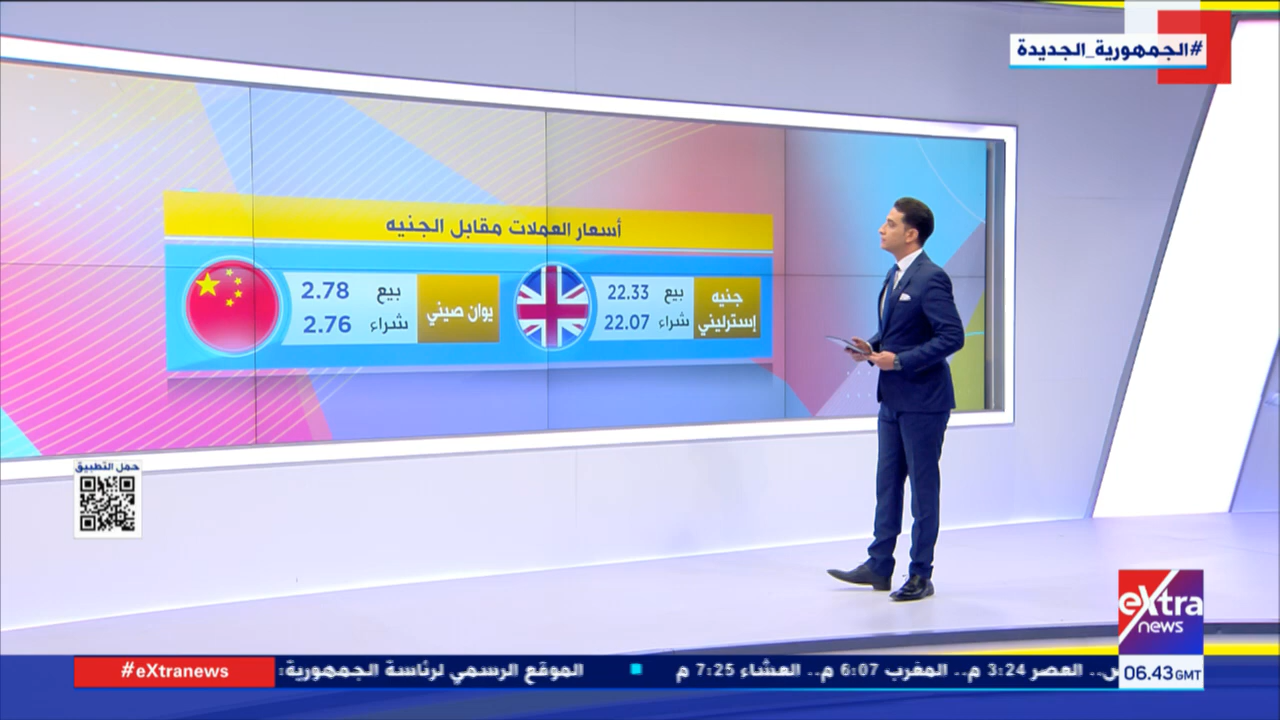 #الجمهورية_الجديدة
أسعار العملات مقابل الجنيه
جنيه إسترليني
بيع 22.33
شراء 22.07
يوان صيني
بيع 2.78
شراء 2.76
حمل التطبيق
eXtra
news
06.43 GMT
العصر 3:24 م.. المغرب 6:07 م.. العشاء 7:25 م
الموقع الرسمي لرئاسة الجمهورية:
#eXtranews